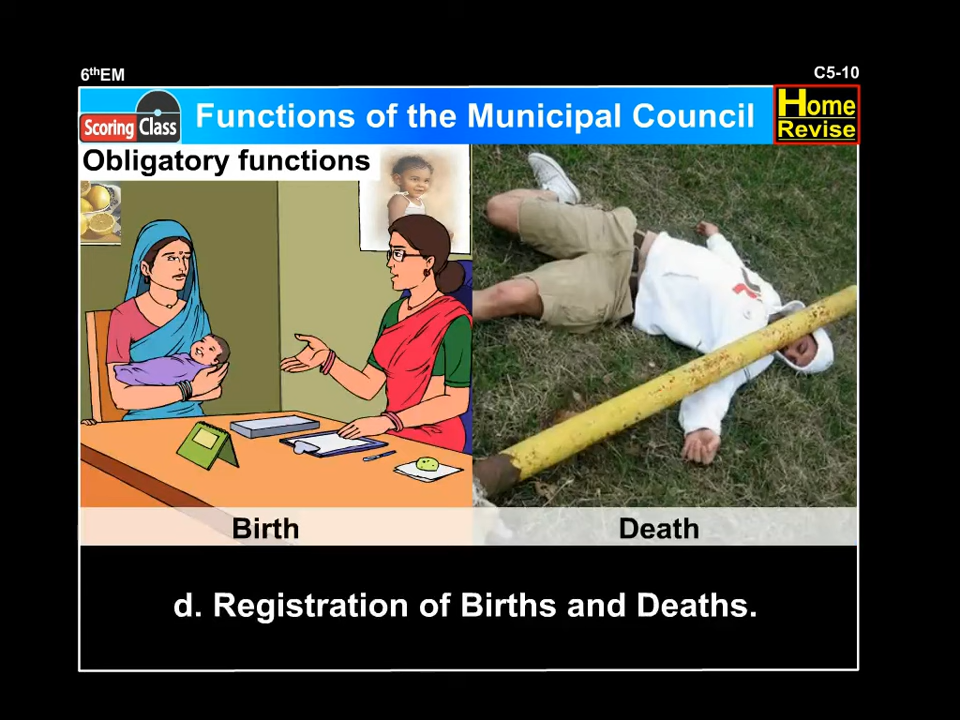 6thEM
C5-10
Scoring Class
Functions of the Municipal Council
Home
Revise
Obligatory functions
Birth
Death
d. Registration of Births and Deaths.